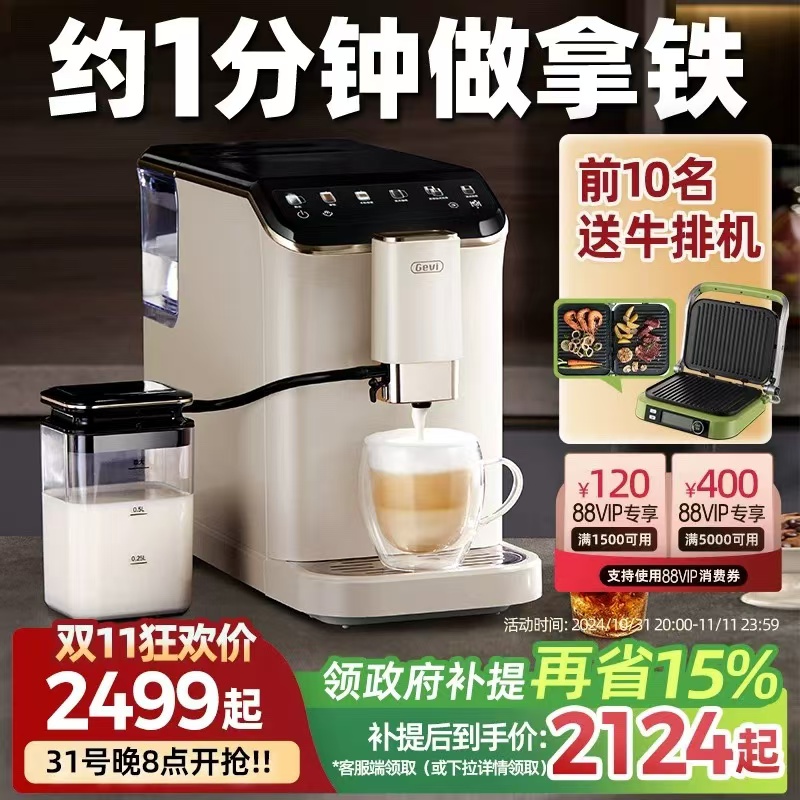 约1分钟做拿铁
前10名
送牛排机
Gevi
0.5L
0.25L
¥120
88VIP专享
满1500可用
¥400
88VIP专享
满5000可用
支持使用88VIP消费券
活动时间: 2024/10/31 20:00-11/11 23:59
双11狂欢价
2499起
31号晚8点开抢!!
领政府补提 再省15%
补提后到手价: 2124起
*客服端领取（或下拉详情领取）